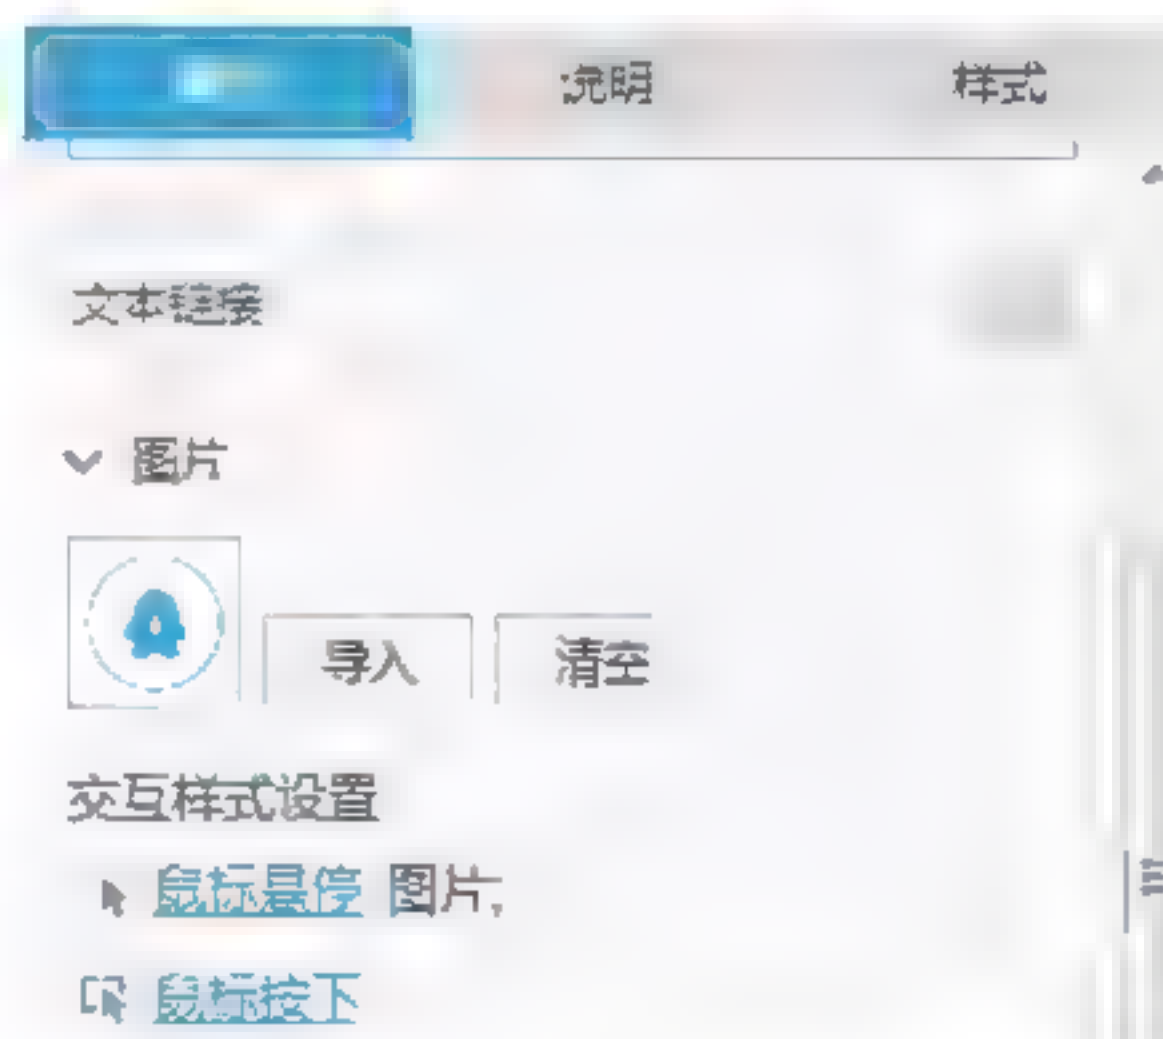 说明 样式
文本链接
图片
导入 清空
交互样式设置
鼠标悬停 图片,
鼠标按下